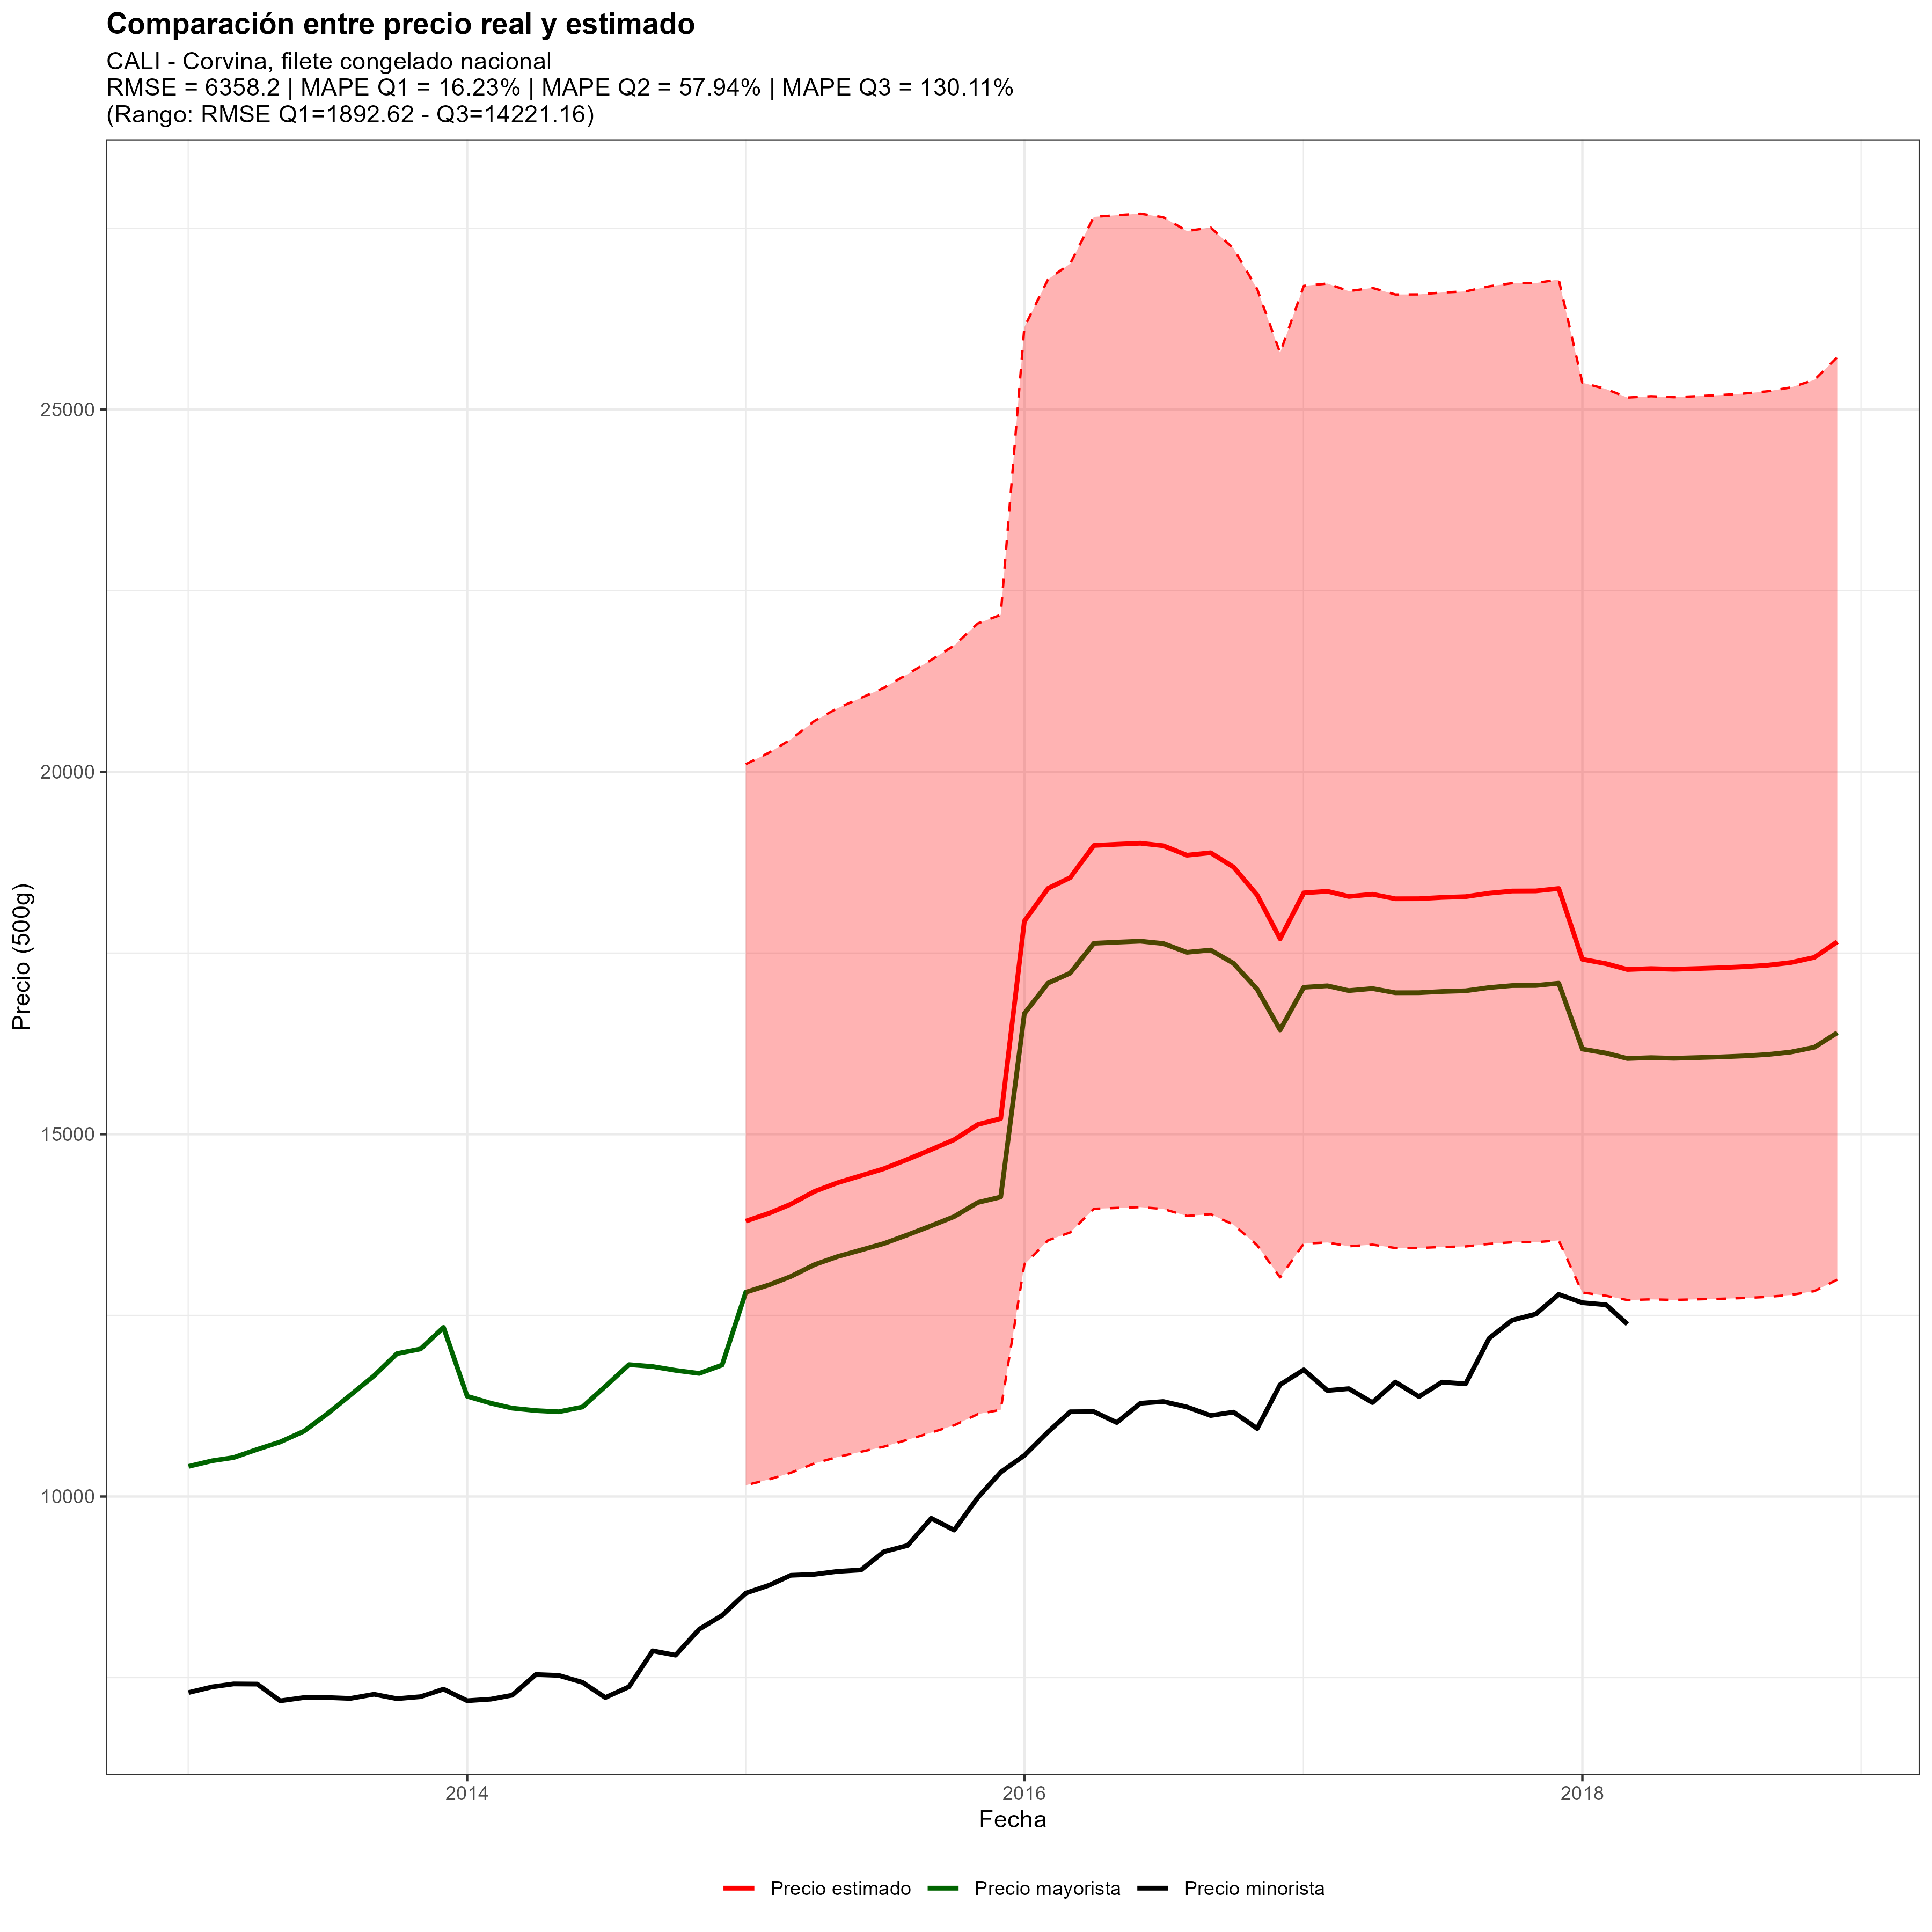 Comparación entre precio real y estimado
CALI - Corvina, filete congelado nacional
RMSE = 6358.2 | MAPE Q1 = 16.23% | MAPE Q2 = 57.94% | MAPE Q3 = 130.11%
(Rango: RMSE Q1=1892.62 - Q3=14221.16)
Precio (500g)
25000
20000
15000
10000
2014
2016
2018
Fecha
Precio estimado
Precio mayorista
Precio minorista